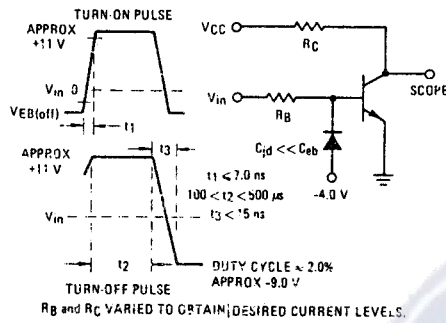 TURN-ON PULSE
APPROX
+11 V
Vin 0
VEB(off)
t1
t3
APPROX
+11 V
Vin
t2
TURN-OFF PULSE
t1 ≤ 7.0 ns
100 < t2 < 500 µs
t3 < 15 ns
DUTY CYCLE ≈ 2.0%
APPROX -9.0 V
VCC
RC
SCOPE
Vin
RB
Cjd << Ceb
-4.0 V
RB and RC VARIED TO OBTAIN DESIRED CURRENT LEVELS.